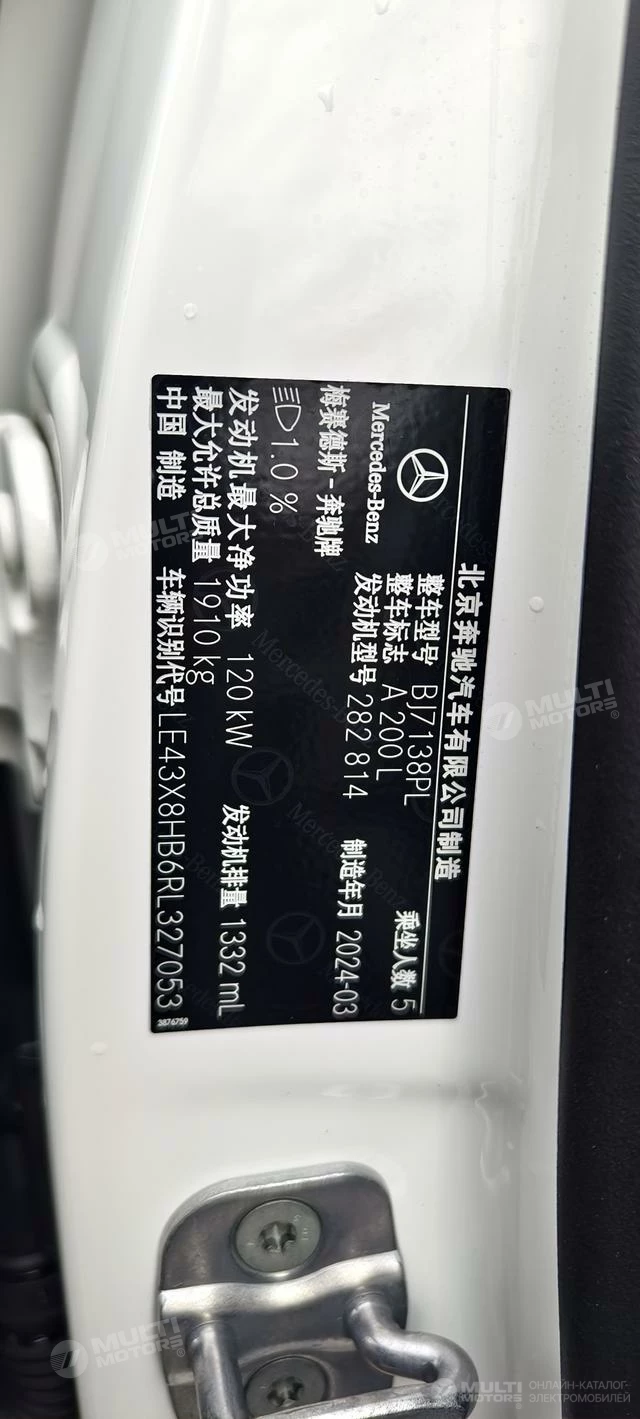 北京奔驰汽车有限公司制造
整车型号 BJ7138PL
整车标志 A 200 L 乘坐人数 5
Mercedes-Benz 发动机型号 282 814 制造年月 2024-03
梅赛德斯-奔驰牌
1.0 %
发动机最大净功率 120 kW 发动机排量 1332 mL
最大允许总质量 1910 kg
中国 制造 车辆识别代号 LE43X8HB6RL327053
3876759
MULTI MOTORS
MULTI MOTORS
MULTI MOTORS
MULTI MOTORS ОНЛАЙН-КАТАЛОГ
ЭЛЕКТРОМОБИЛЕЙ